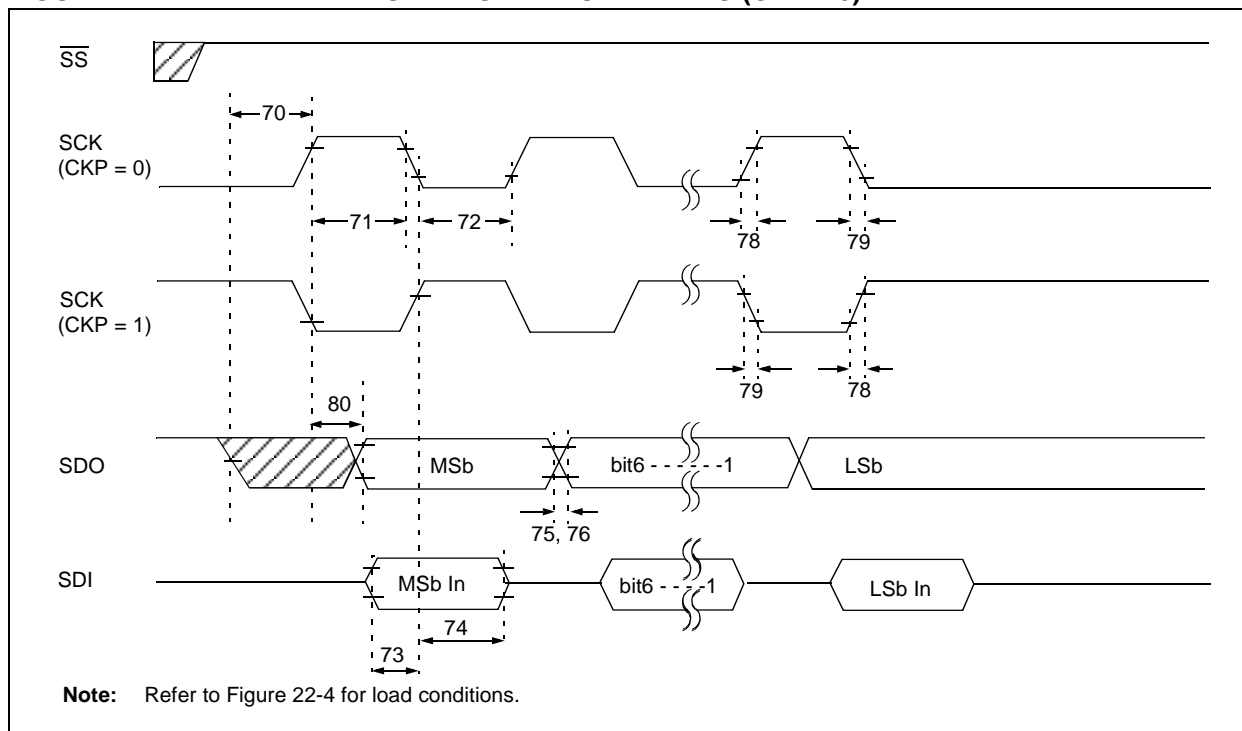 SS
70
SCK
(CKP = 0)
71
72
78
79
SCK
(CKP = 1)
79
78
80
SDO
MSb
bit6 - - - - - -1
LSb
75, 76
SDI
MSb In
bit6 - - - - -1
LSb In
74
73
Note: Refer to Figure 22-4 for load conditions.